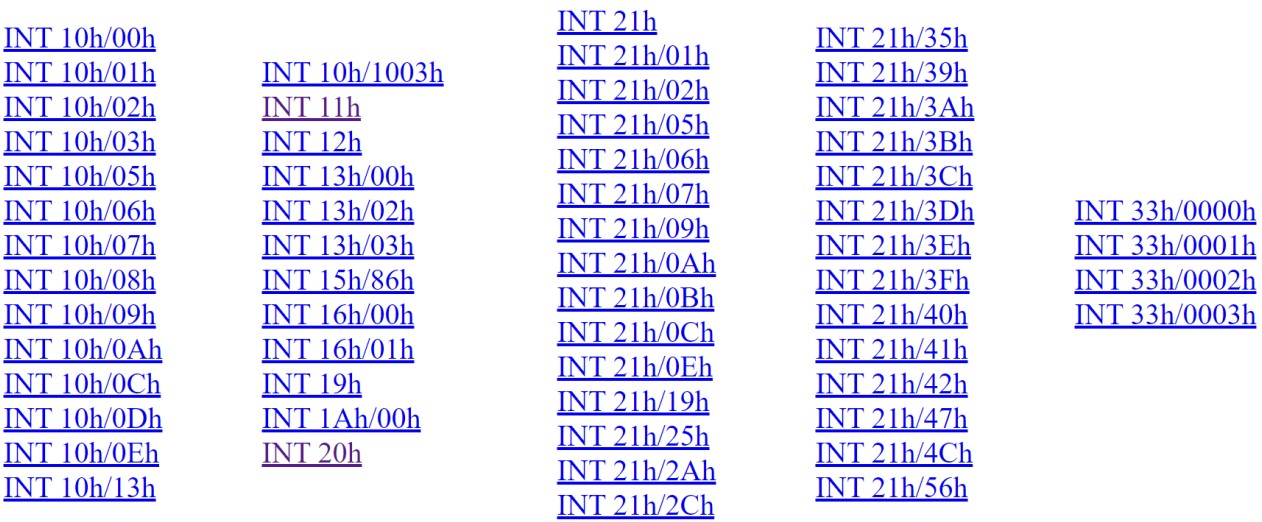 INT 10h/00h
INT 10h/01h
INT 10h/02h
INT 10h/03h
INT 10h/05h
INT 10h/06h
INT 10h/07h
INT 10h/08h
INT 10h/09h
INT 10h/0Ah
INT 10h/0Ch
INT 10h/0Dh
INT 10h/0Eh
INT 10h/13h
INT 10h/1003h
INT 11h
INT 12h
INT 13h/00h
INT 13h/02h
INT 13h/03h
INT 15h/86h
INT 16h/00h
INT 16h/01h
INT 19h
INT 1Ah/00h
INT 20h
INT 21h
INT 21h/01h
INT 21h/02h
INT 21h/05h
INT 21h/06h
INT 21h/07h
INT 21h/09h
INT 21h/0Ah
INT 21h/0Bh
INT 21h/0Ch
INT 21h/0Eh
INT 21h/19h
INT 21h/25h
INT 21h/2Ah
INT 21h/2Ch
INT 21h/35h
INT 21h/39h
INT 21h/3Ah
INT 21h/3Bh
INT 21h/3Ch
INT 21h/3Dh
INT 21h/3Eh
INT 21h/3Fh
INT 21h/40h
INT 21h/41h
INT 21h/42h
INT 21h/47h
INT 21h/4Ch
INT 21h/56h
INT 33h/0000h
INT 33h/0001h
INT 33h/0002h
INT 33h/0003h